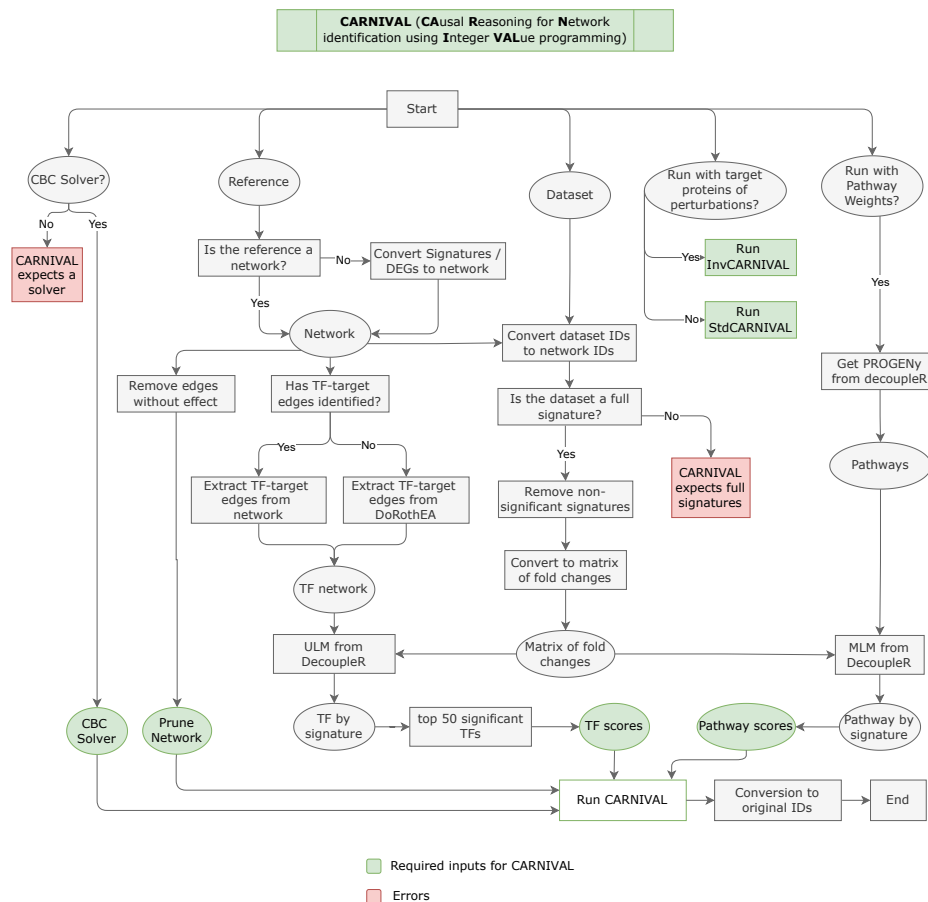 CARNIVAL (CAusal Reasoning for Network
identification using Integer VALue programming)
Start
CBC Solver?
Reference
Dataset
Run with target
proteins of
perturbations?
Run with
Pathway
Weights?
No
Yes
CARNIVAL
expects a
solver
Is the reference a
network?
No
Convert Signatures /
DEGs to network
Yes
Yes
Run
InvCARNIVAL
No
Run
StdCARNIVAL
Yes
Network
Convert dataset IDs
to network IDs
Get PROGENy
from decoupleR
Remove edges
without effect
Has TF-target
edges identified?
Is the dataset a full
signature?
No
Yes
No
Yes
CARNIVAL
expects full
signatures
Pathways
Extract TF-target
edges from
network
Extract TF-target
edges from
DoRothEA
Remove non-
significant signatures
Convert to matrix
of fold changes
TF network
ULM from
DecoupleR
Matrix of fold
changes
MLM from
DecoupleR
CBC
Solver
Prune
Network
TF by
signature
top 50 significant
TFs
TF scores
Pathway scores
Pathway by
signature
Run CARNIVAL
Conversion to
original IDs
End
Required inputs for CARNIVAL
Errors